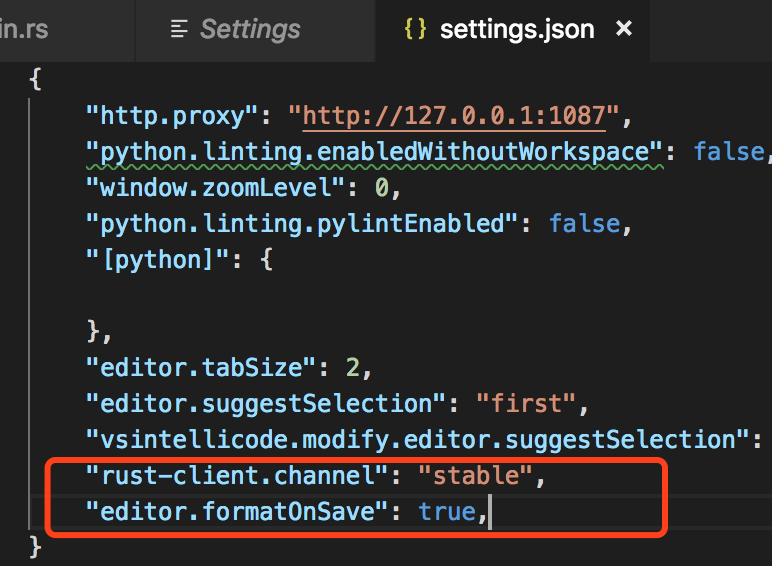 in.rs Settings {} settings.json ×
{
"http.proxy": "http://127.0.0.1:1087",
"python.linting.enabledWithoutWorkspace": false,
"window.zoomLevel": 0,
"python.linting.pylintEnabled": false,
"[python]": {
},
"editor.tabSize": 2,
"editor.suggestSelection": "first",
"vsintellicode.modify.editor.suggestSelection":
"rust-client.channel": "stable",
"editor.formatOnSave": true,
}